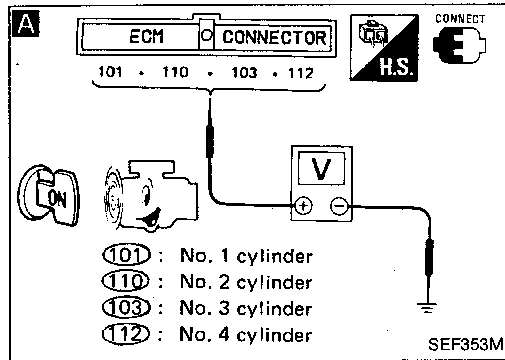 A
ECM CONNECTOR
H.S.
CONNECT
101 • 110 • 103 • 112
V
ON
101 : No. 1 cylinder
110 : No. 2 cylinder
103 : No. 3 cylinder
112 : No. 4 cylinder
SEF353M